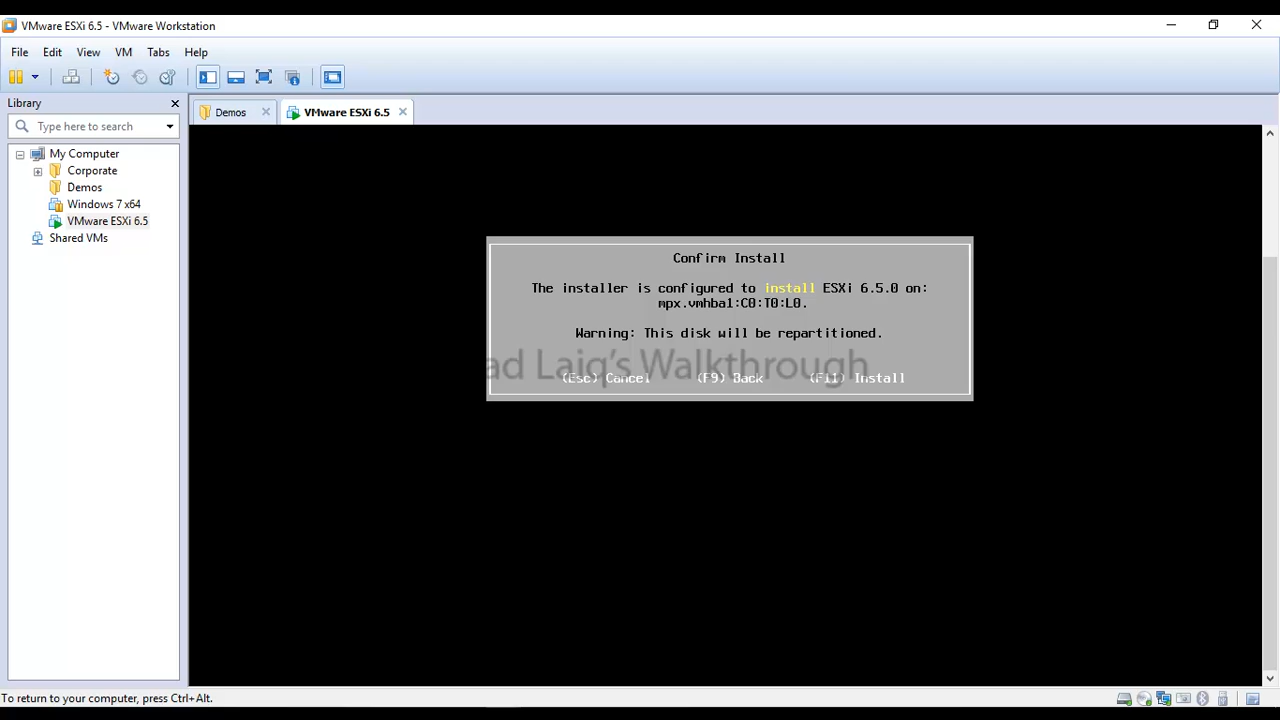 VMware ESXi 6.5 - VMware Workstation
File Edit View VM Tabs Help
Library
Type here to search
My Computer
Corporate
Demos
Windows 7 x64
VMware ESXi 6.5
Shared VMs
Demos
VMware ESXi 6.5
Confirm Install
The installer is configured to install ESXi 6.5.0 on:
mpx.vmhba1:C0:T0:L0.
Warning: This disk will be repartitioned.
ad Laiq's Walkthrough
(Esc) Cancel (F9) Back (F11) Install
To return to your computer, press Ctrl+Alt.